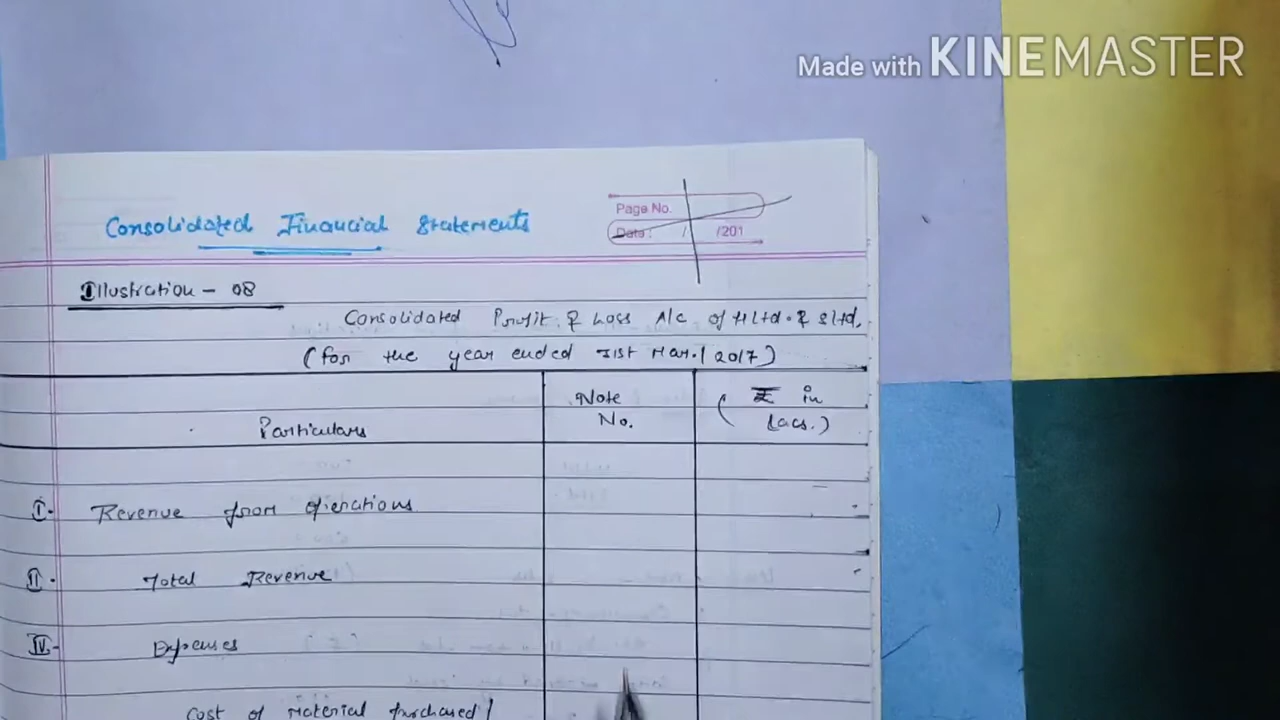 Made with KINEMASTER
Consolidated Financial Statements
Page No.
Date : / /201
Illustration - 08
Consolidated Profit & Loss A/c of H Ltd. & S Ltd.
(for the year ended 31st Mar./2017)
Particulars
Note No.
(₹ in Lacs.)
I. Revenue from operations
II. Total Revenue
IV. Expenses
Cost of Material Purchased/